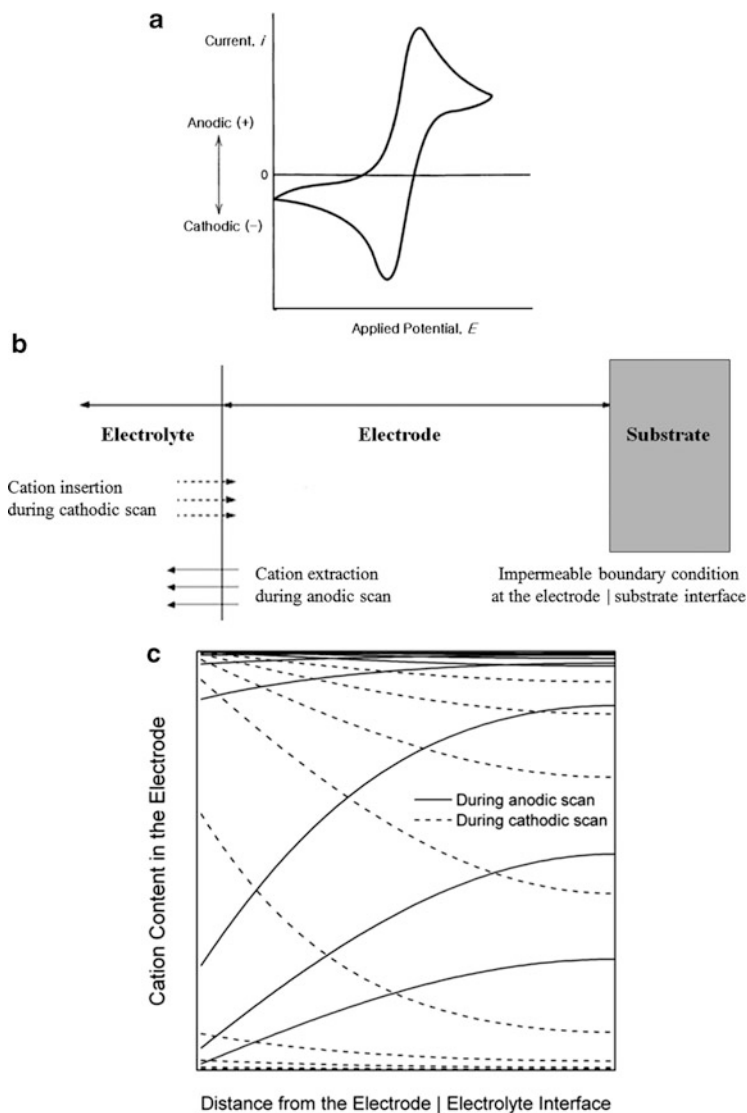 a
Current, i
Anodic (+)
0
Cathodic (−)
Applied Potential, E
b
Electrolyte
Electrode
Substrate
Cation insertion
during cathodic scan
Cation extraction
during anodic scan
Impermeable boundary condition
at the electrode | substrate interface
c
Cation Content in the Electrode
During anodic scan
During cathodic scan
Distance from the Electrode | Electrolyte Interface